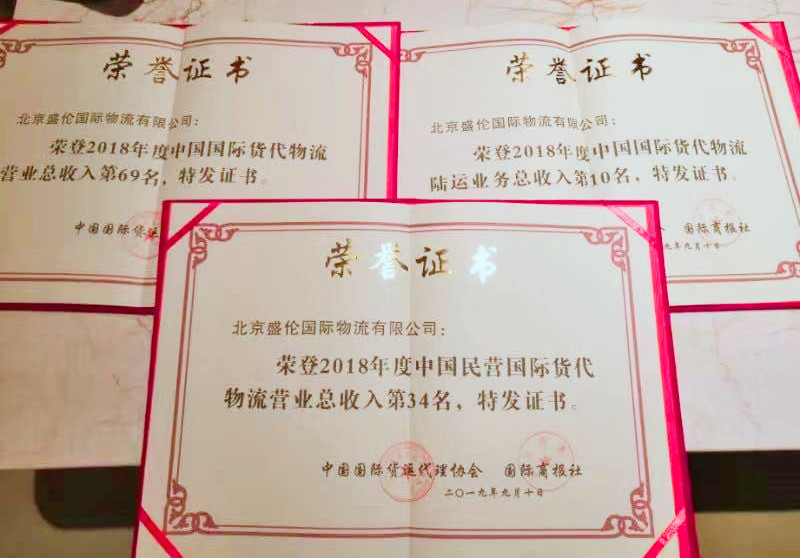 荣誉证书
北京盛伦国际物流有限公司：
荣登2018年度中国国际货代物流
营业总收入第69名，特发证书。
中国国际货运
荣誉证书
北京盛伦国际物流有限公司：
荣登2018年度中国国际货代物流
陆运业务总收入第10名，特发证书。
会 国际商报社
九年九月十日
荣誉证书
北京盛伦国际物流有限公司：
荣登2018年度中国民营国际货代
物流营业总收入第34名，特发证书。
中国国际货运代理协会 国际商报社
二〇一九年九月十日